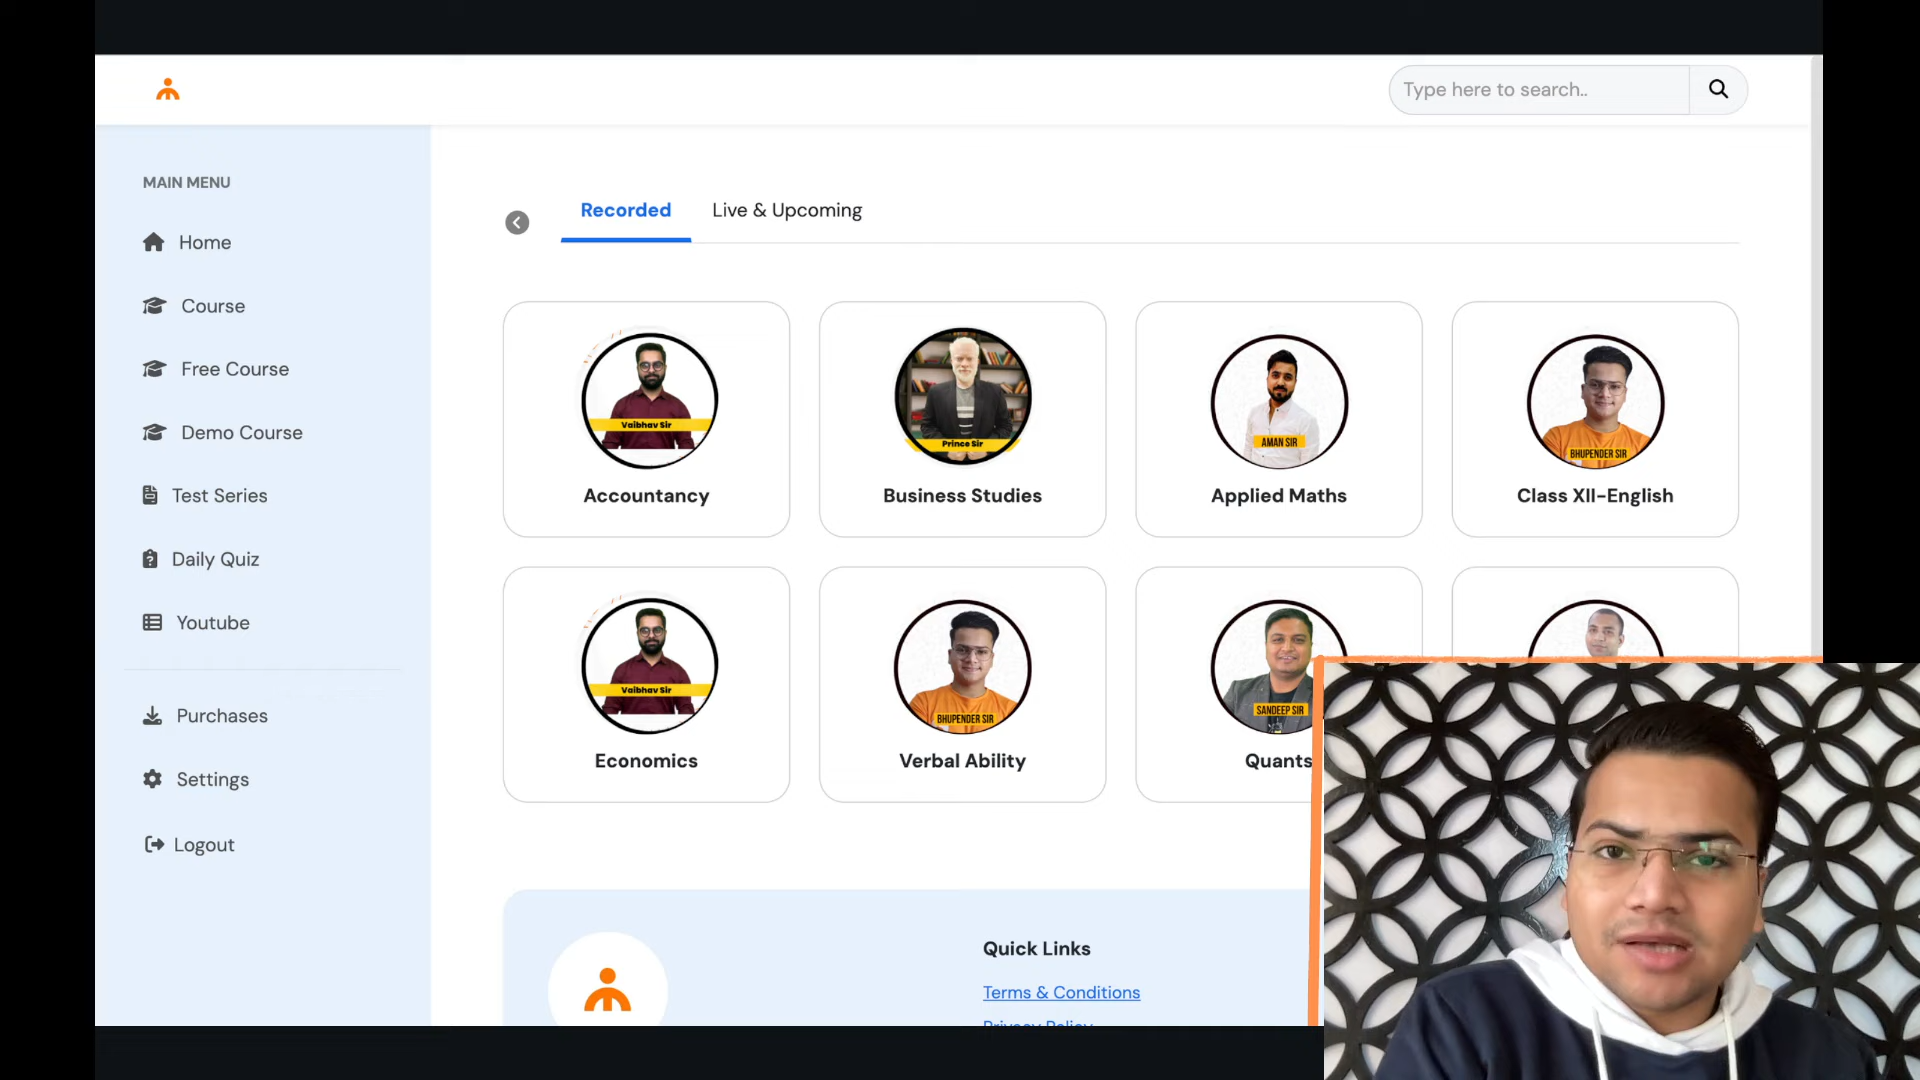 Type here to search..
MAIN MENU
Home
Course
Free Course
Demo Course
Test Series
Daily Quiz
Youtube
Purchases
Settings
Logout
Recorded
Live & Upcoming
Vaibhav Sir
Accountancy
Prince Sir
Business Studies
AMAN SIR
Applied Maths
BHUPENDER SIR
Class XII-English
Vaibhav Sir
Economics
BHUPENDER SIR
Verbal Ability
SANDEEP SIR
Quants
Quick Links
Terms & Conditions
Privacy Policy